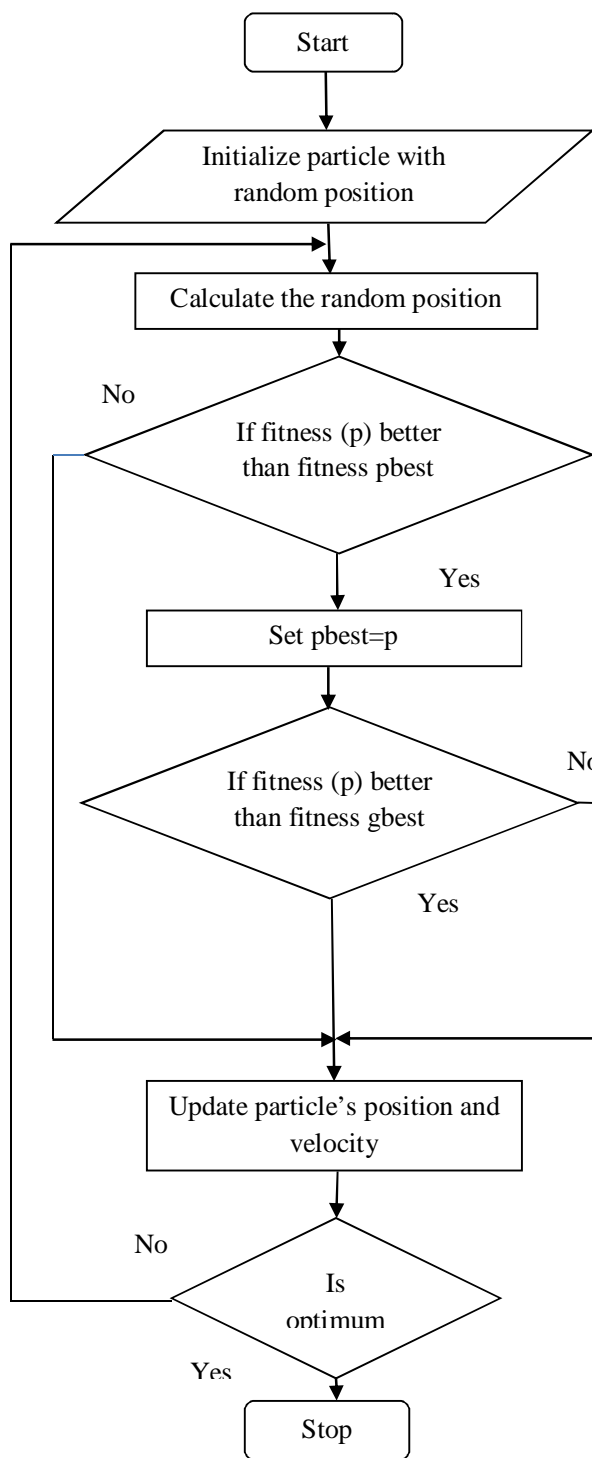 Start
Initialize particle with
random position
Calculate the random position
No
If fitness (p) better
than fitness pbest
Yes
Set pbest=p
No
If fitness (p) better
than fitness gbest
Yes
Update particle’s position and
velocity
No
Is
optimum
Yes
Stop